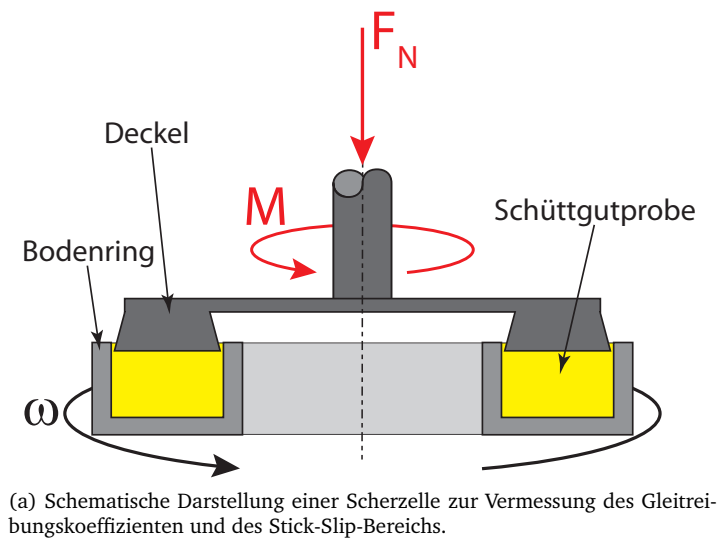 F_N
Deckel
M
Schüttgutprobe
Bodenring
ω
(a) Schematische Darstellung einer Scherzelle zur Vermessung des Gleitrei-
bungskoeffizienten und des Stick-Slip-Bereichs.